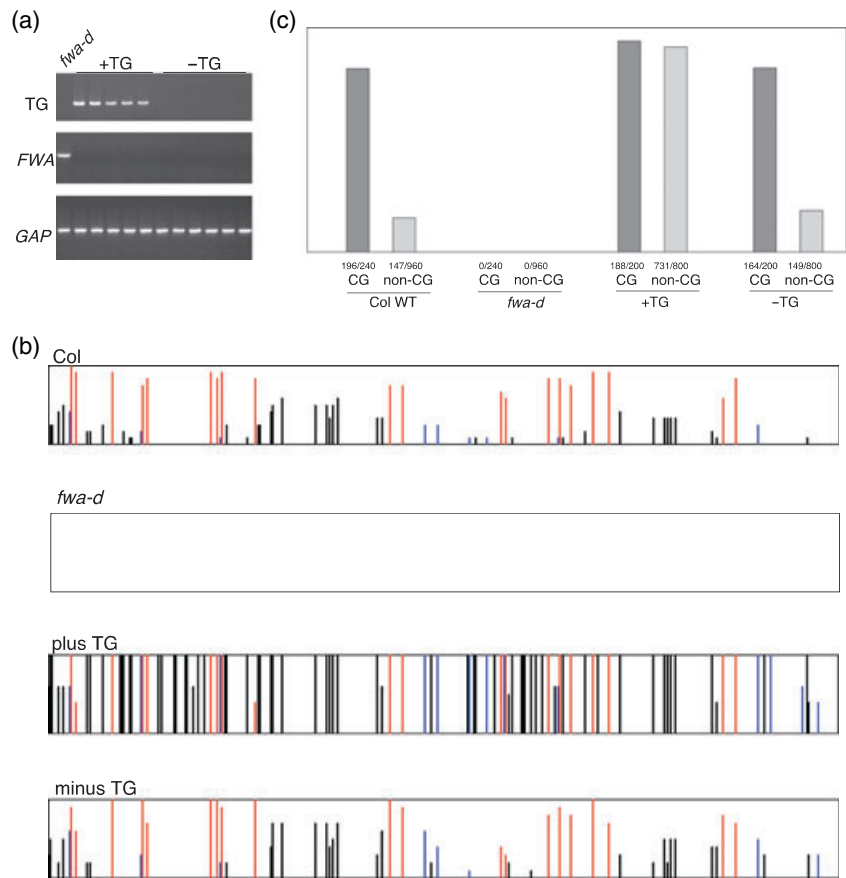 (a)
fwa-d
+TG –TG
TG
FWA
GAP
(c)
196/240 147/960 0/240 0/960 188/200 731/800 164/200 149/800
CG non-CG CG non-CG CG non-CG CG non-CG
Col WT fwa-d +TG –TG
(b)
Col
fwa-d
plus TG
minus TG